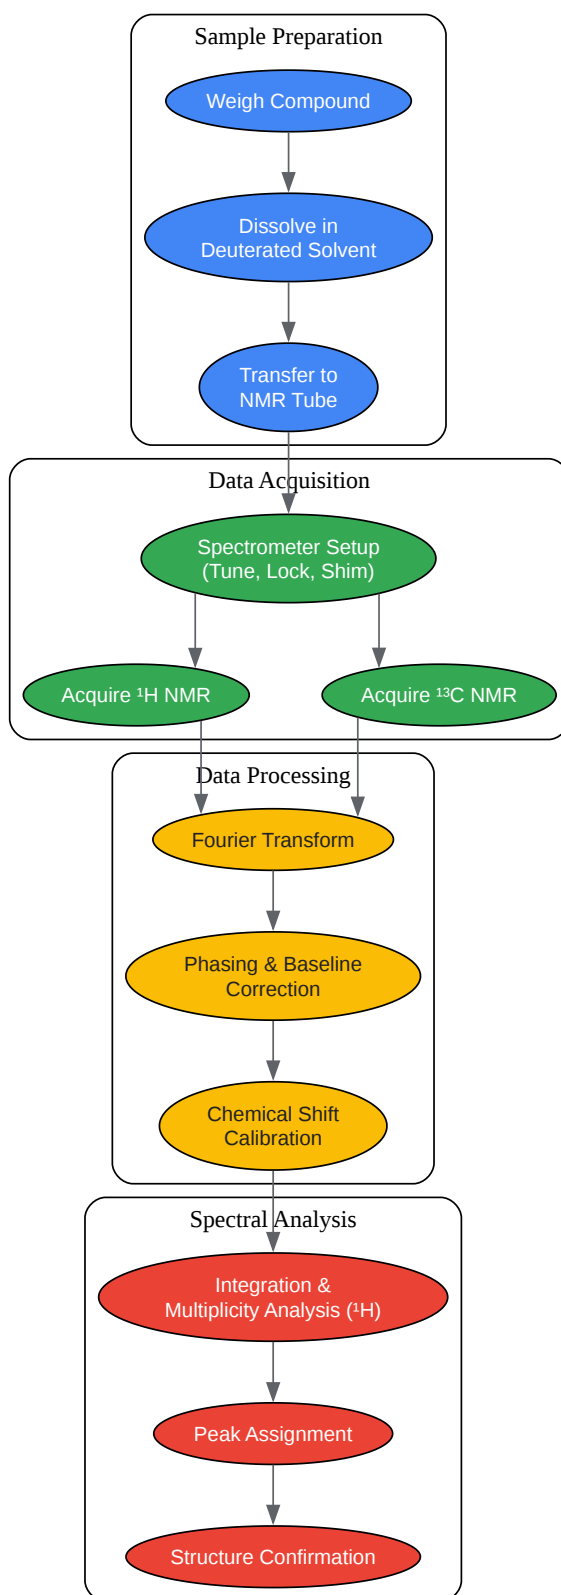 Sample Preparation
Weigh Compound
Dissolve in
Deuterated Solvent
Transfer to
NMR Tube
Data Acquisition
Spectrometer Setup
(Tune, Lock, Shim)
Acquire ¹H NMR
Acquire ¹³C NMR
Data Processing
Fourier Transform
Phasing & Baseline
Correction
Chemical Shift
Calibration
Spectral Analysis
Integration &
Multiplicity Analysis (¹H)
Peak Assignment
Structure Confirmation